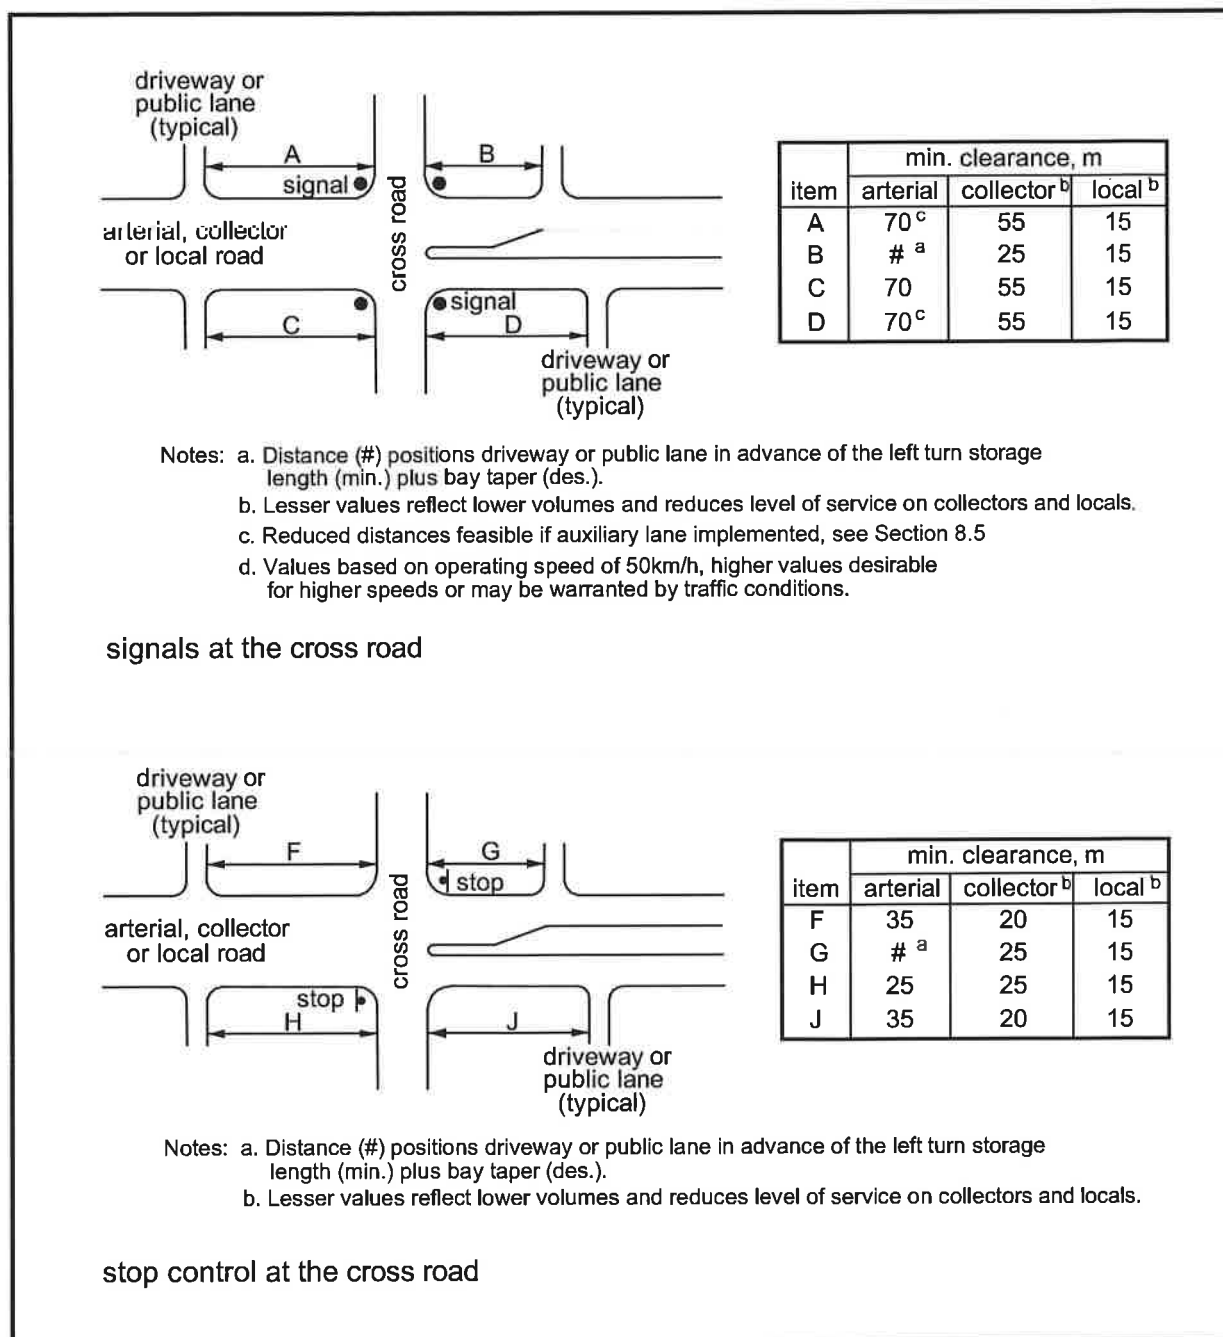 driveway or
public lane
(typical)
A
B
signal
cross road
arterial, collector
or local road
signal
C
D
driveway or
public lane
(typical)
min. clearance, m
item arterial collector b local b
A 70 c 55 15
B # a 25 15
C 70 55 15
D 70 c 55 15
Notes: a. Distance (#) positions driveway or public lane in advance of the left turn storage
length (min.) plus bay taper (des.).
b. Lesser values reflect lower volumes and reduces level of service on collectors and locals.
c. Reduced distances feasible if auxiliary lane implemented, see Section 8.5
d. Values based on operating speed of 50km/h, higher values desirable
for higher speeds or may be warranted by traffic conditions.
signals at the cross road
driveway or
public lane
(typical)
F
G
stop
cross road
arterial, collector
or local road
stop
H
J
driveway or
public lane
(typical)
min. clearance, m
item arterial collector b local b
F 35 20 15
G # a 25 15
H 25 25 15
J 35 20 15
Notes: a. Distance (#) positions driveway or public lane in advance of the left turn storage
length (min.) plus bay taper (des.).
b. Lesser values reflect lower volumes and reduces level of service on collectors and locals.
stop control at the cross road